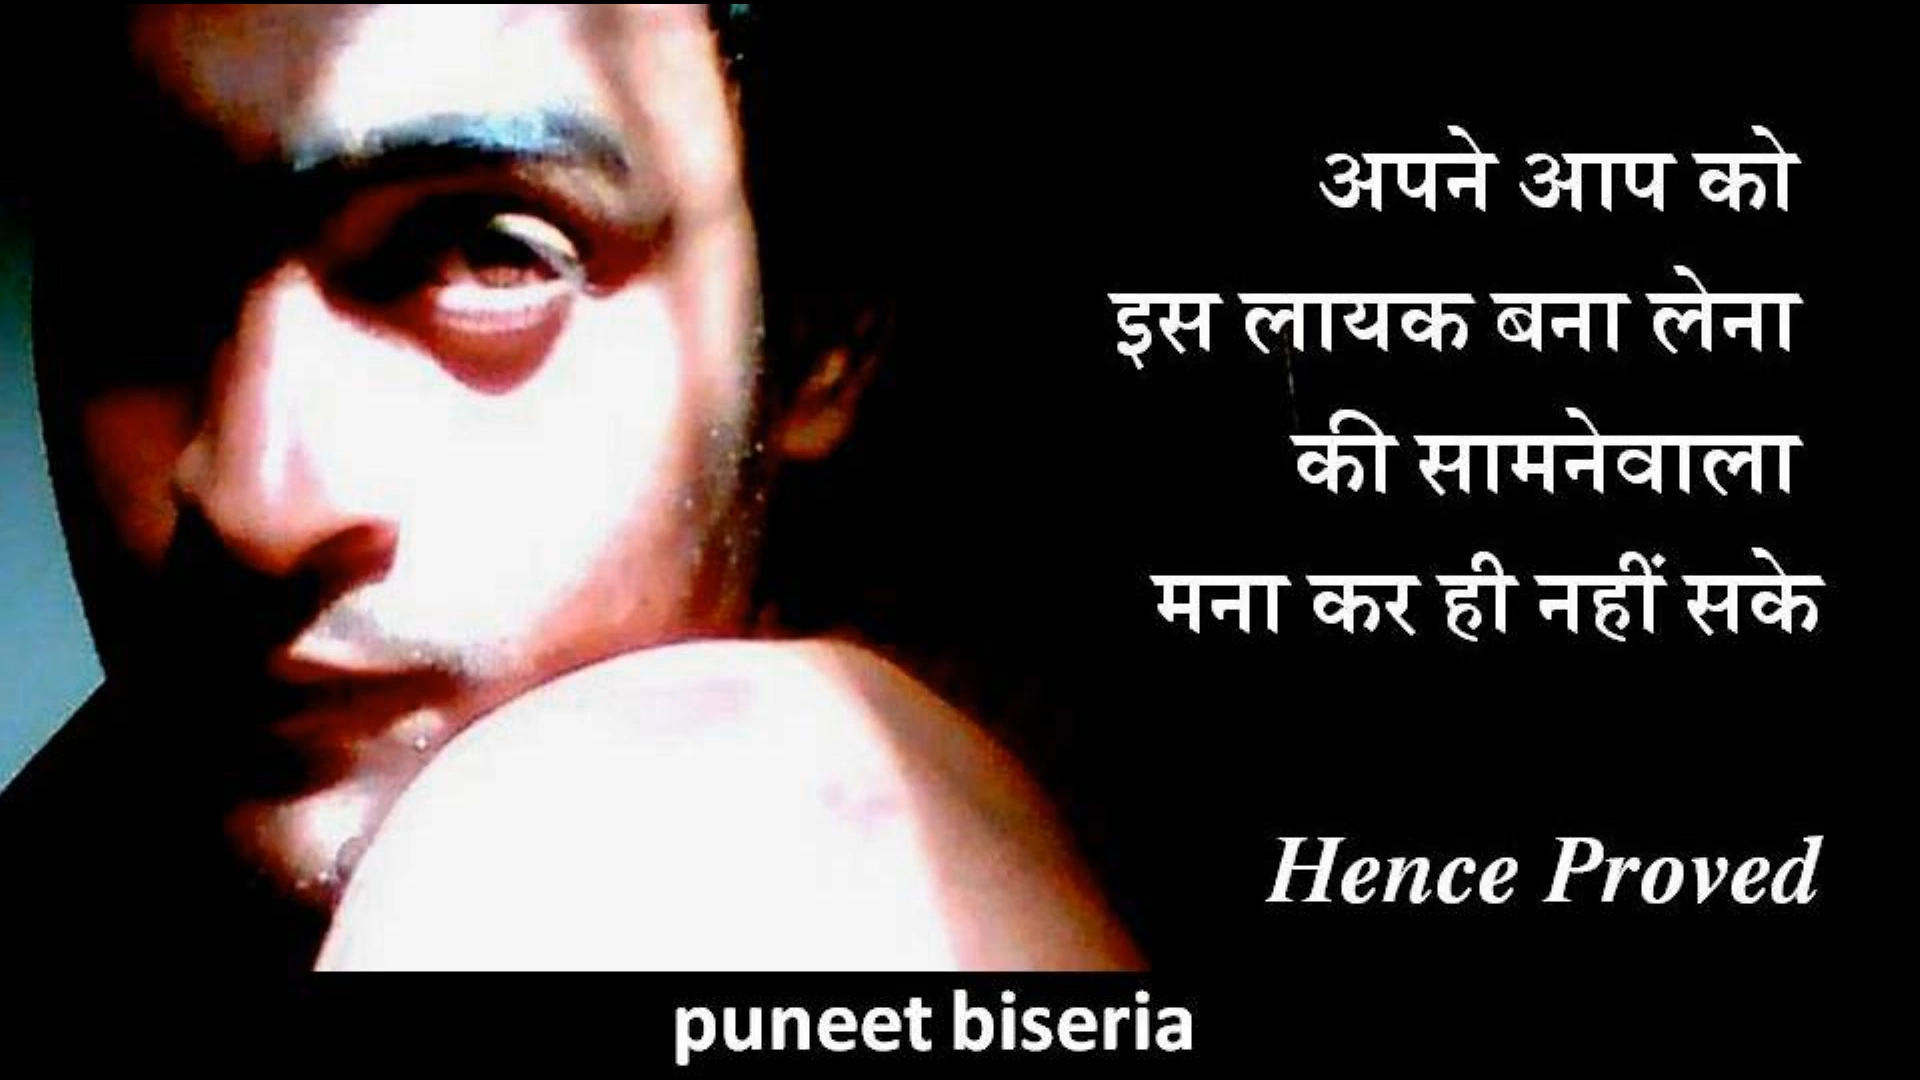 अपने आप को
इस लायक बना लेना
की सामनेवाला
मना कर ही नहीं सके
Hence Proved
puneet biseria